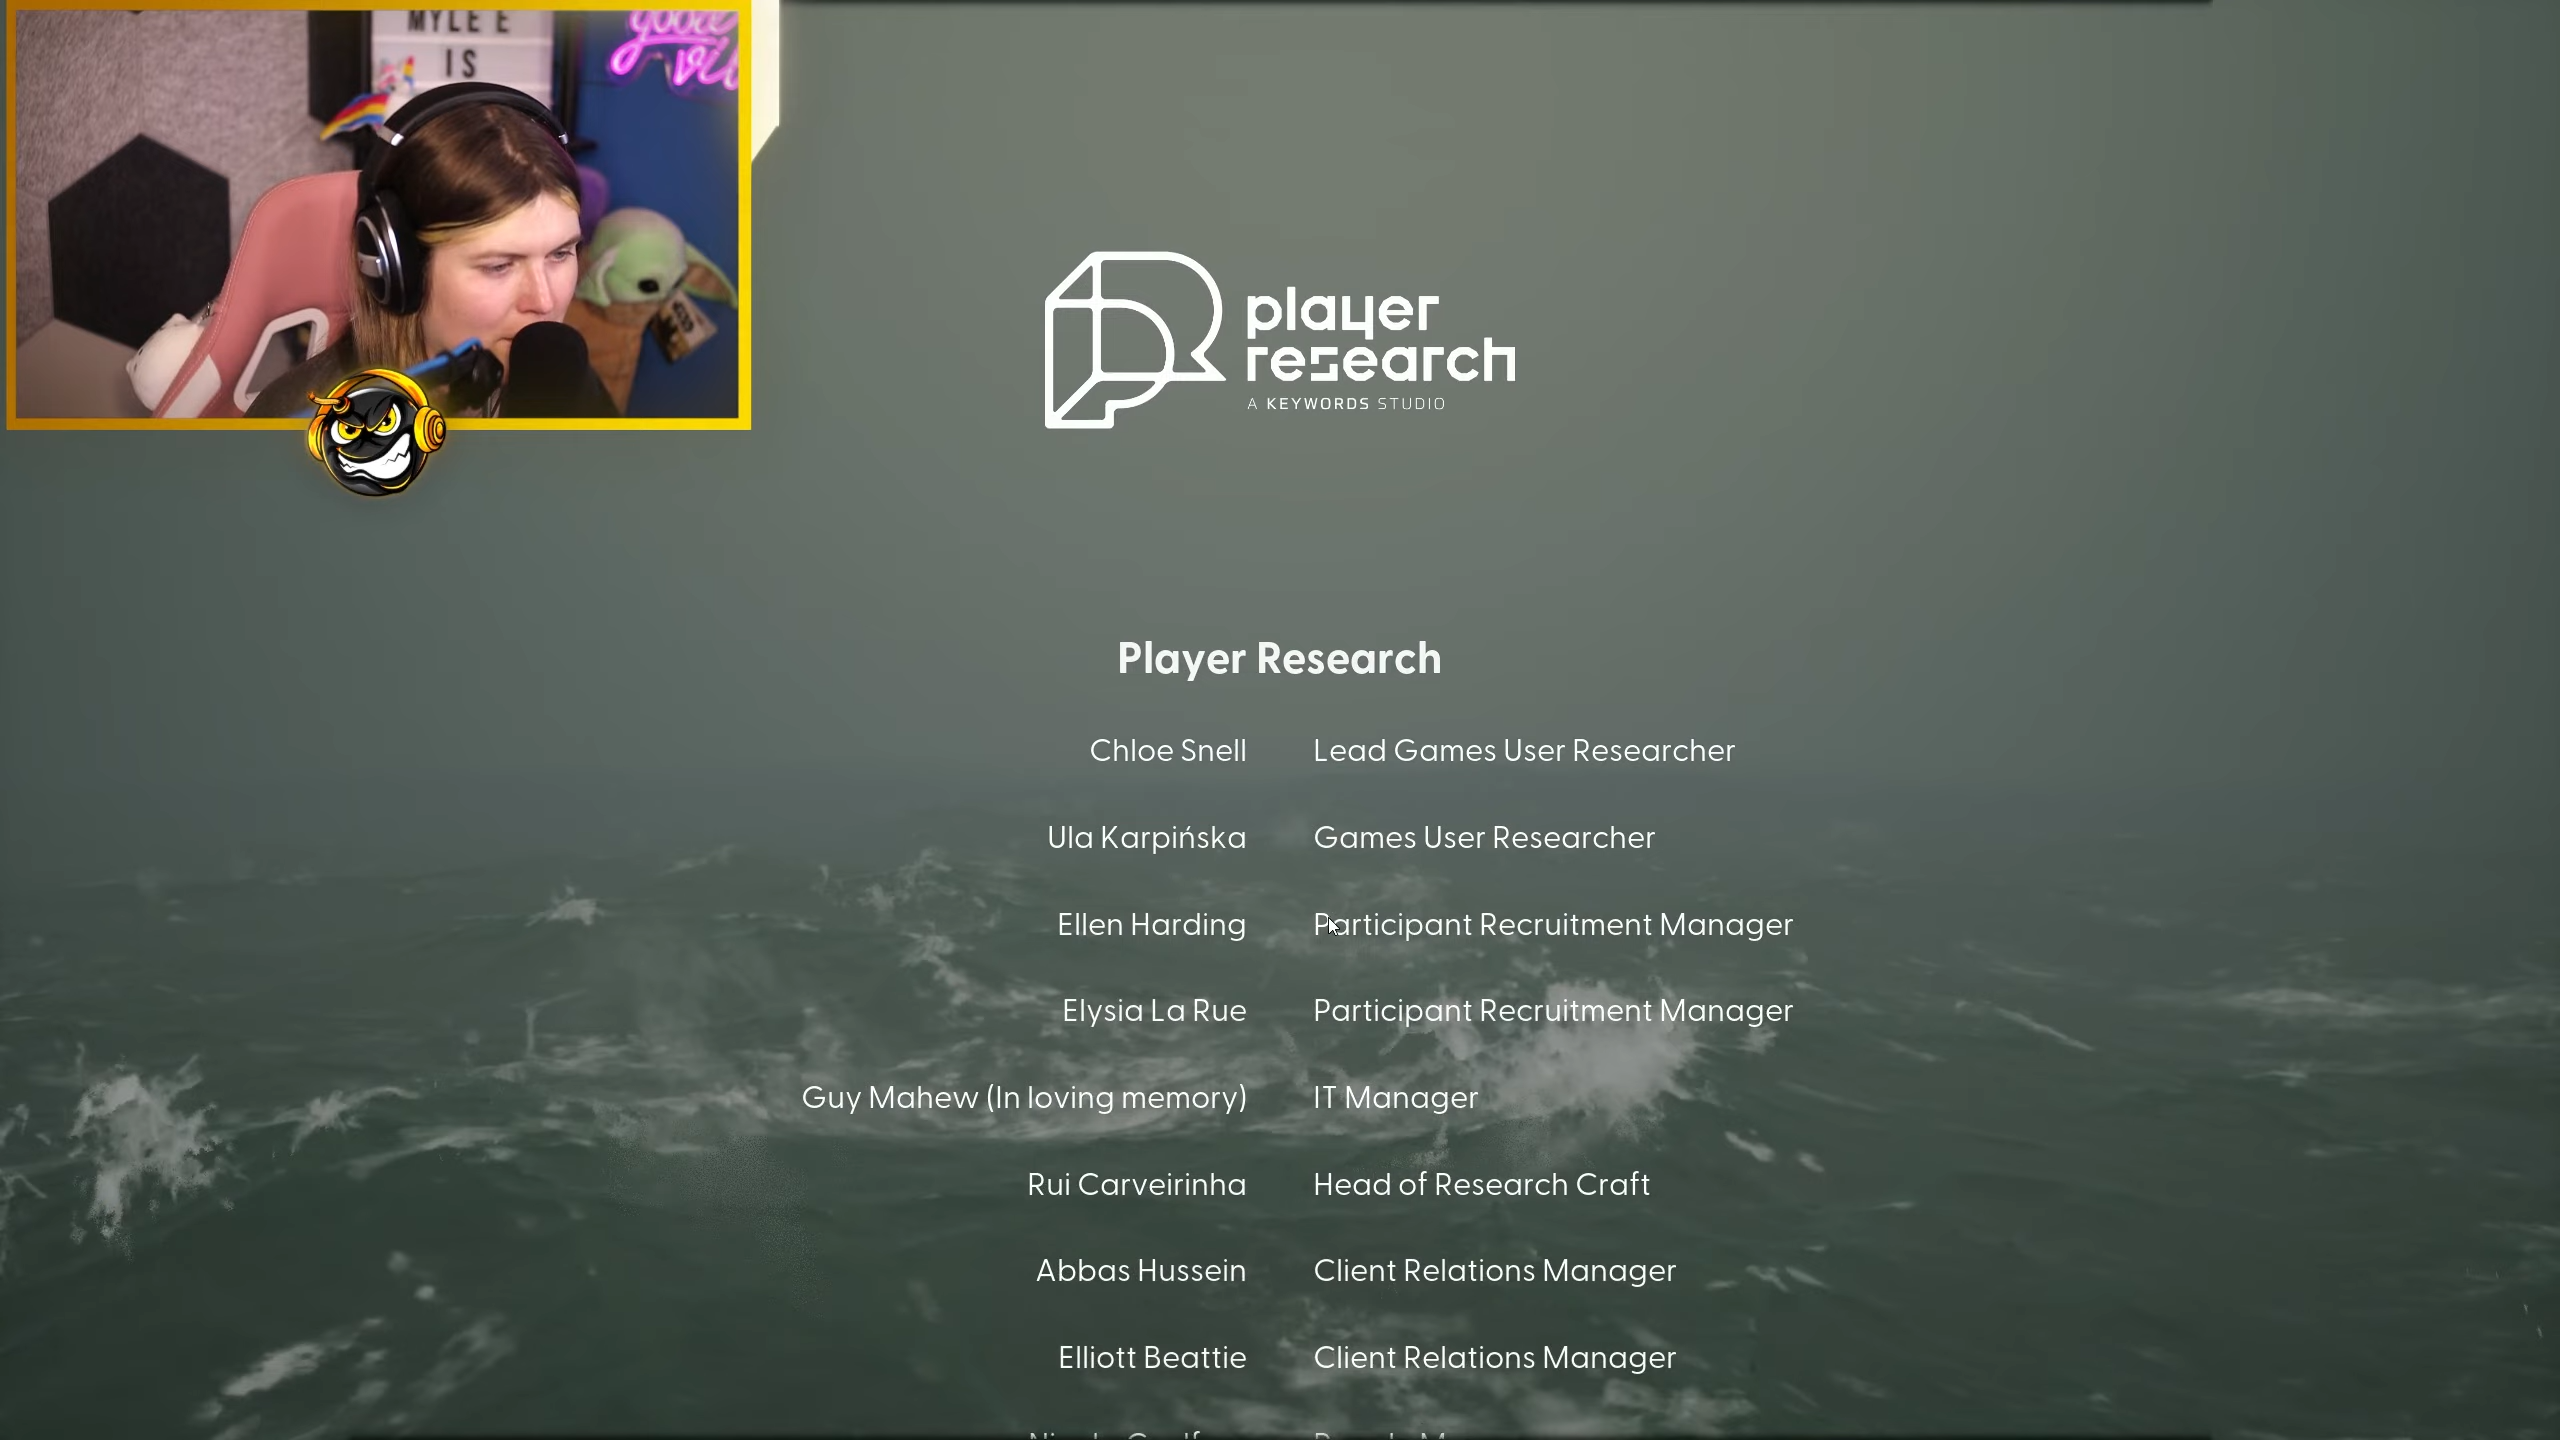 MYLE E
IS
good
player
research
A KEYWORDS STUDIO
Player Research
Chloe Snell Lead Games User Researcher
Ula Karpińska Games User Researcher
Ellen Harding Participant Recruitment Manager
Elysia La Rue Participant Recruitment Manager
Guy Mahew (In loving memory) IT Manager
Rui Carveirinha Head of Research Craft
Abbas Hussein Client Relations Manager
Elliott Beattie Client Relations Manager